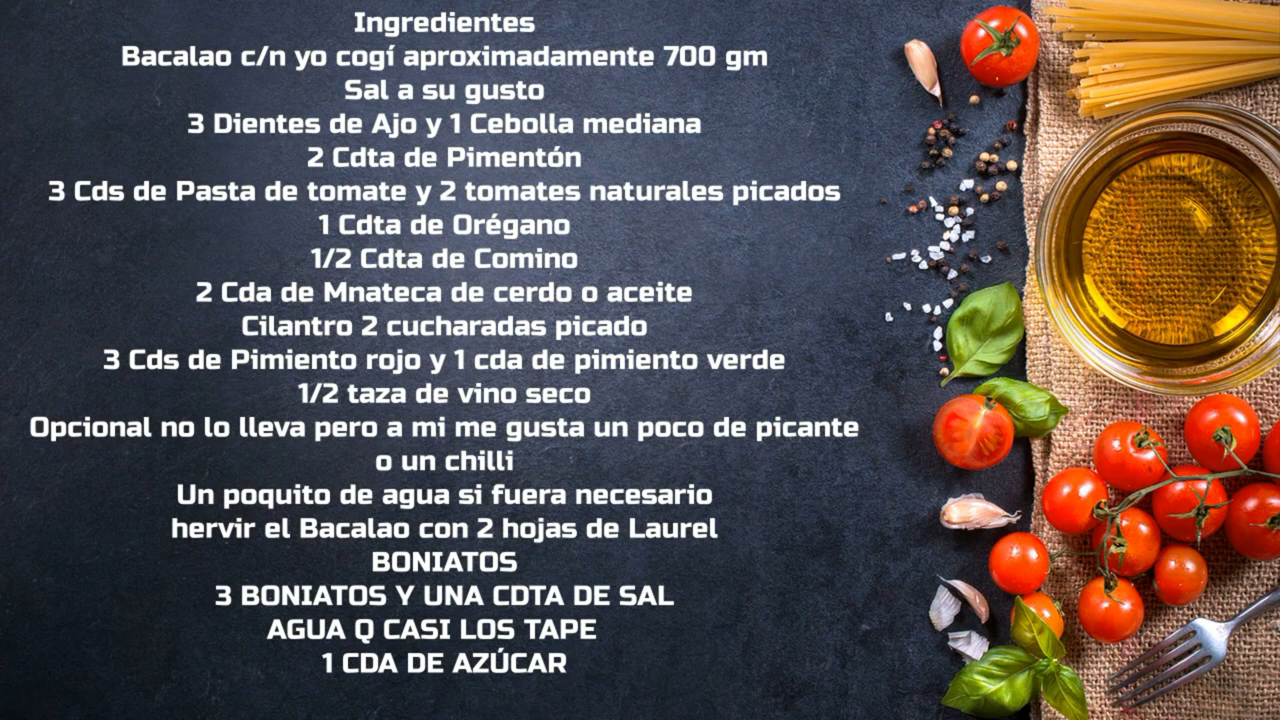 Ingredientes
Bacalao c/n yo cogí aproximadamente 700 gm
Sal a su gusto
3 Dientes de Ajo y 1 Cebolla mediana
2 Cdta de Pimentón
3 Cds de Pasta de tomate y 2 tomates naturales picados
1 Cdta de Orégano
1/2 Cdta de Comino
2 Cda de Mnateca de cerdo o aceite
Cilantro 2 cucharadas picado
3 Cds de Pimiento rojo y 1 cda de pimiento verde
1/2 taza de vino seco
Opcional no lo lleva pero a mi me gusta un poco de picante
o un chilli
Un poquito de agua si fuera necesario
hervir el Bacalao con 2 hojas de Laurel
BONIATOS
3 BONIATOS Y UNA CDTA DE SAL
AGUA Q CASI LOS TAPE
1 CDA DE AZÚCAR